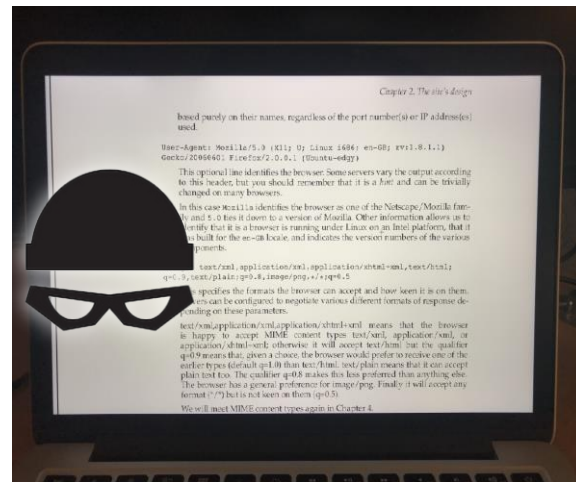 Chapter 2. The site's design
based purely on their names, regardless of the port number(s) or IP address(es)
used.
User-Agent: Mozilla/5.0 (X11; U; Linux i686; en-GB; rv:1.8.1.1)
Gecko/20060601 Firefox/2.0.0.1 (Ubuntu-edgy)
This optional line identifies the browser. Some servers vary the output according
to this header, but you should remember that it is a hint and can be trivially
changed on many browsers.
In this case Mozilla identifies the browser as one of the Netscape/Mozilla fam-
ily and 5.0 ties it down to a version of Mozilla. Other information allows us to
identify that it is a browser is running under Linux on an Intel platform, that it
was built for the en-GB locale, and indicates the version numbers of the various
components.
text/xml,application/xml,application/xhtml+xml,text/html;
q=0.9,text/plain;q=0.8,image/png,*/*;q=0.5
specifies the formats the browser can accept and how keen it is on them.
can be configured to negotiate various different formats of response de-
pending on these parameters.
text/xml,application/xml,application/xhtml+xml means that the browser
is happy to accept MIME content types text/xml, application/xml, or
application/xhtml+xml; otherwise it will accept text/html but the qualifier
q=0.9 means that, given a choice, the browser would prefer to receive one of the
earlier types (default q=1.0) than text/html. text/plain means that it can accept
plain text too. The qualifier q=0.8 makes this less preferred than anything else.
The browser has a general preference for image/png. Finally it will accept any
format (*/*) but is not keen on them (q=0.5).
We will meet MIME content types again in Chapter 4.